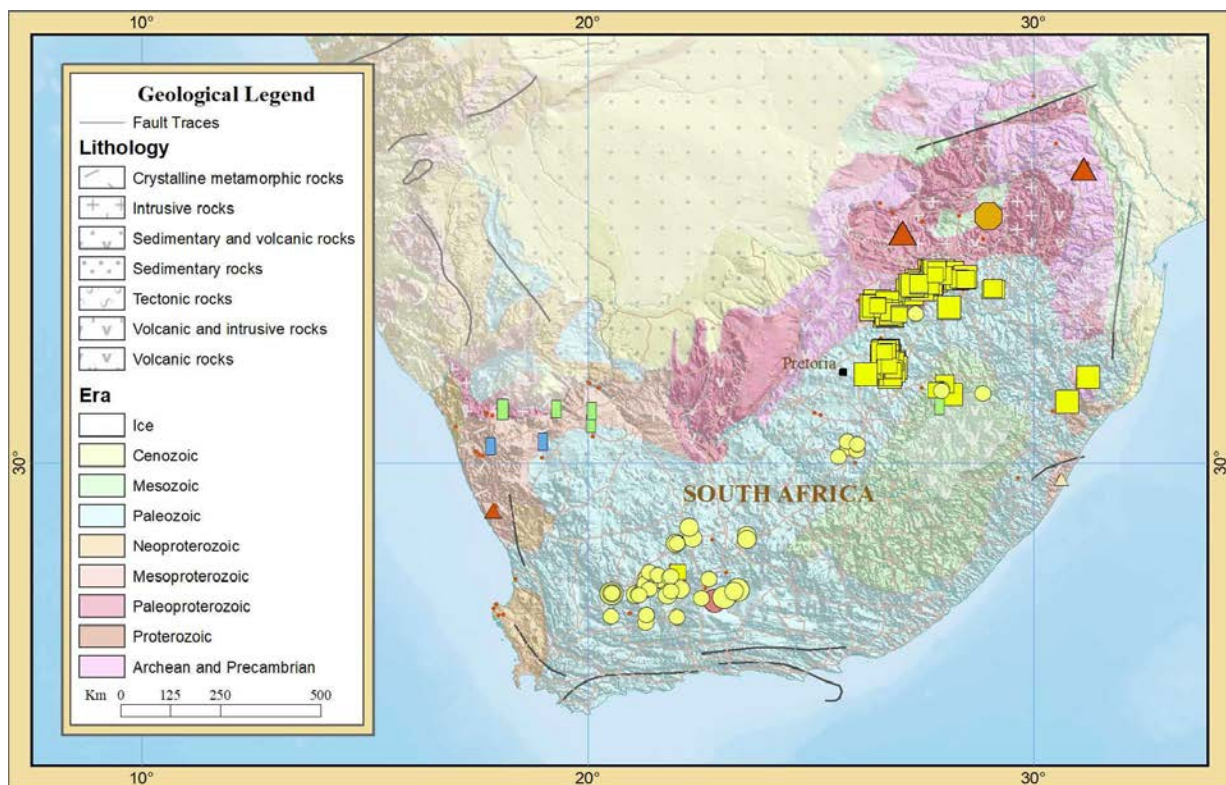 10°
20°
30°
Geological Legend
Fault Traces
Lithology
Crystalline metamorphic rocks
Intrusive rocks
Sedimentary and volcanic rocks
Sedimentary rocks
Tectonic rocks
Volcanic and intrusive rocks
Volcanic rocks
Era
Ice
Cenozoic
Mesozoic
Paleozoic
Neoproterozoic
Mesoproterozoic
Paleoproterozoic
Proterozoic
Archean and Precambrian
Km 0 125 250 500
Pretoria
SOUTH AFRICA
30°
30°
10°
20°
30°